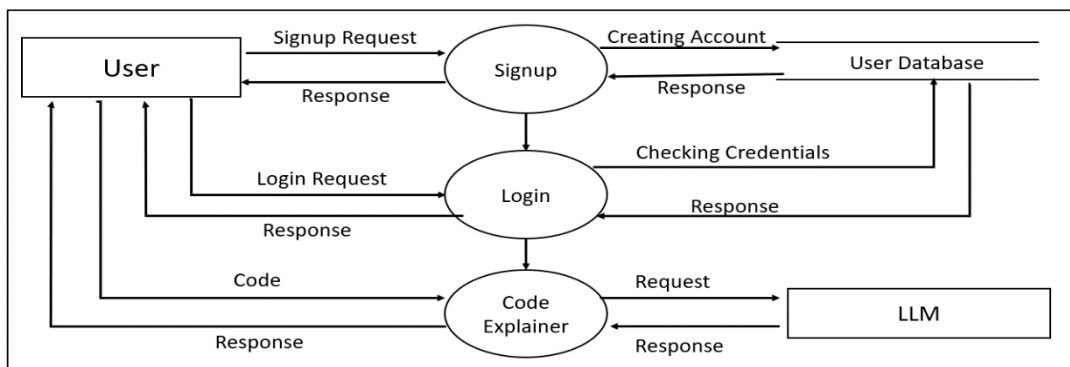 Signup Request
Creating Account
User
Signup
User Database
Response
Response
Checking Credentials
Login Request
Login
Response
Response
Code
Request
Code
Explainer
LLM
Response
Response